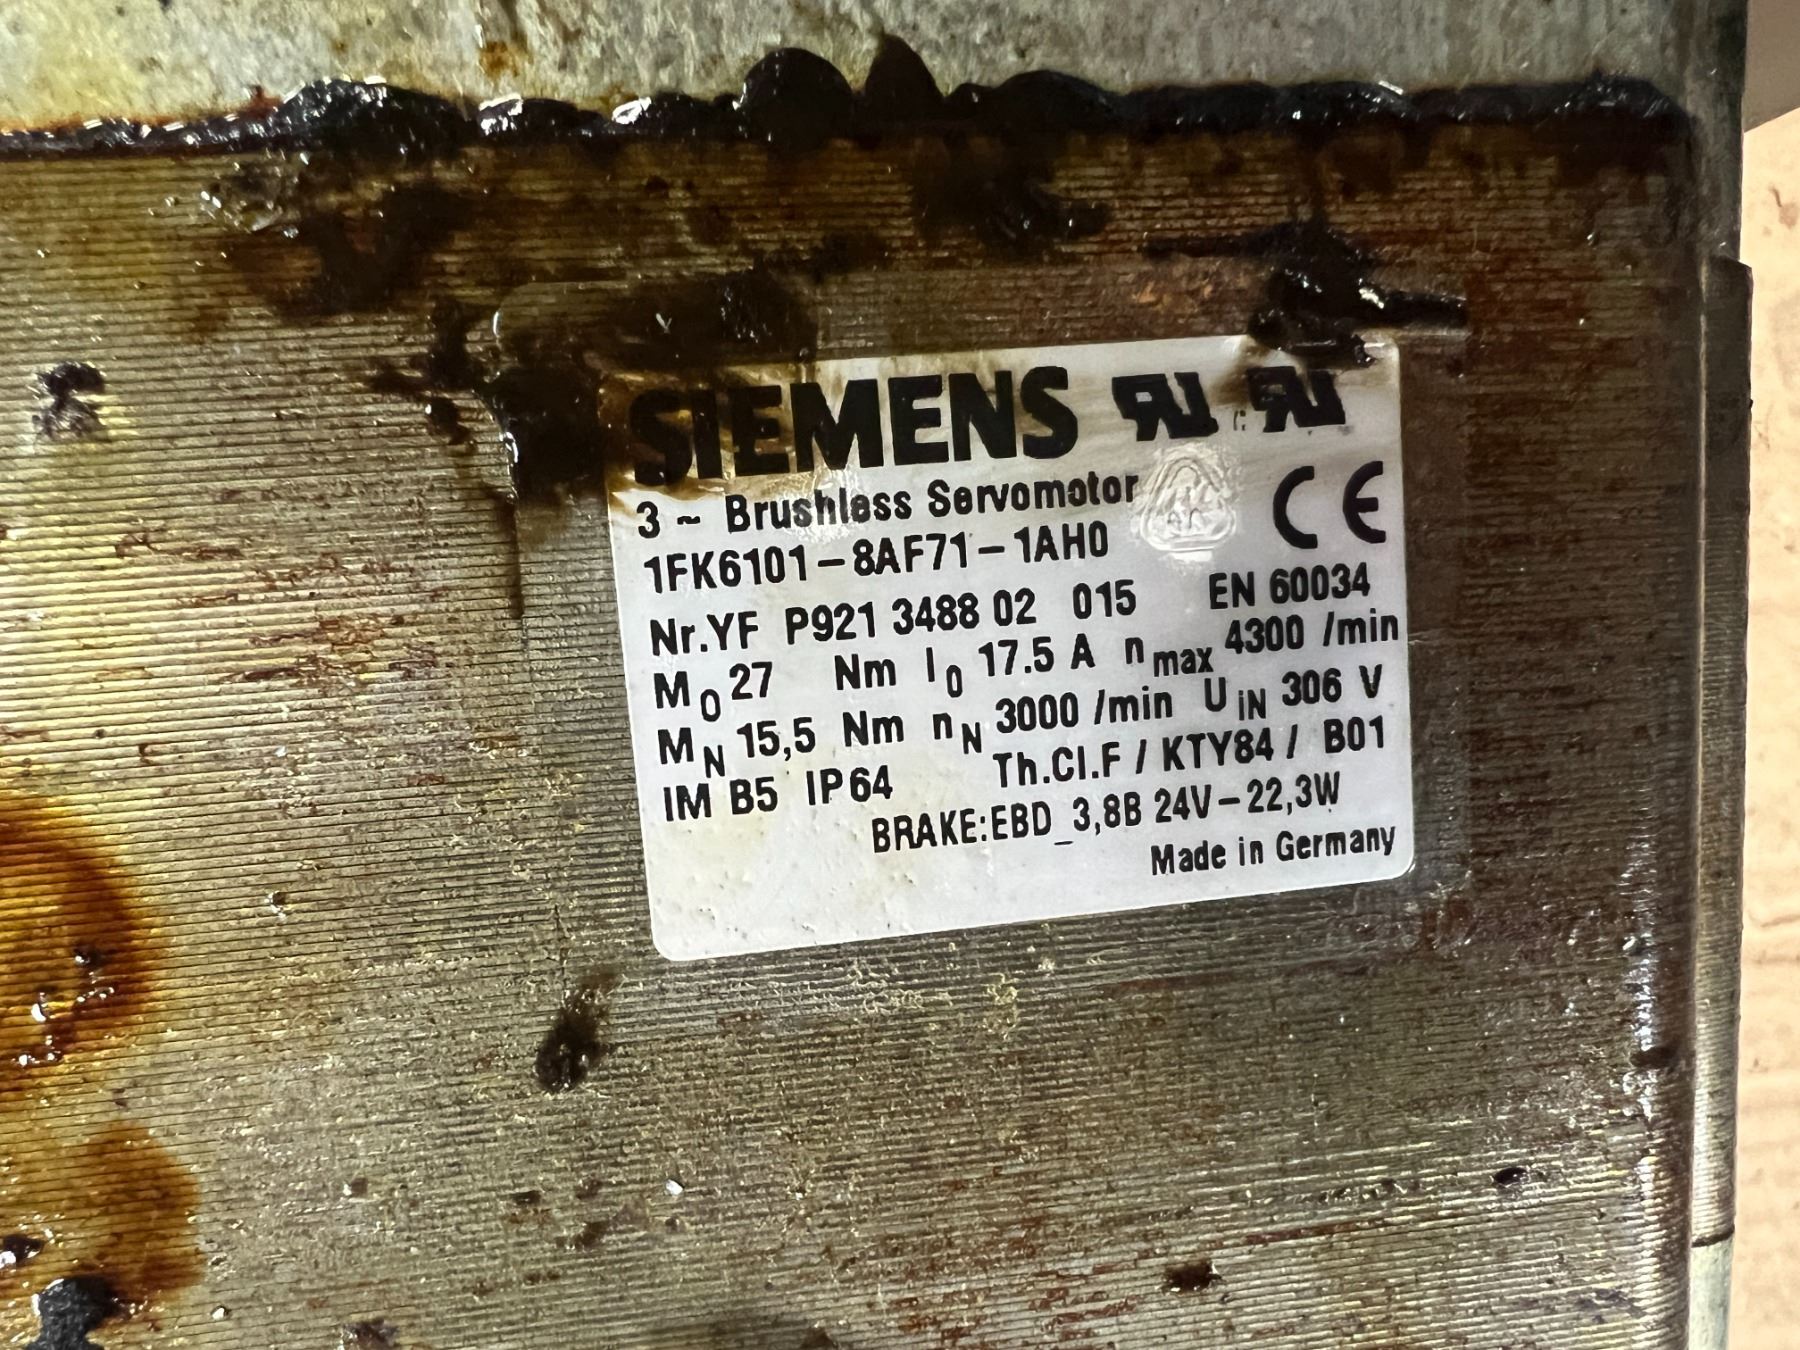 SIEMENS
3 ~ Brushless Servomotor
1FK6101-8AF71-1AH0
CE
Nr.YF P921 3488 02 015 EN 60034
M0 27 Nm I0 17.5 A nmax 4300 /min
MN 15,5 Nm nN 3000 /min UiN 306 V
IM B5 IP64 Th.Cl.F / KTY84 / B01
BRAKE:EBD_3,8B 24V-22,3W
Made in Germany